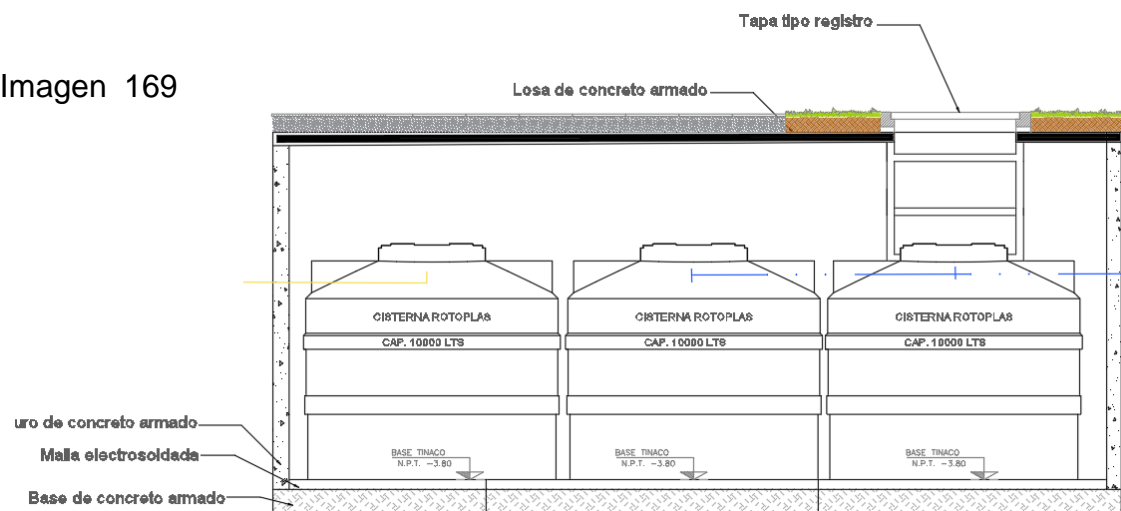 Tapa tipo registro
Imagen 169
Losa de concreto armado
CISTERNA ROTOPLAS
CAP. 10000 LTS
CISTERNA ROTOPLAS
CAP. 10000 LTS
CISTERNA ROTOPLAS
CAP. 10000 LTS
uro de concreto armado
Malla electrosoldada
Base de concreto armado
BASE TINACO
N.P.T. -3.80
BASE TINACO
N.P.T. -3.80
BASE TINACO
N.P.T. -3.80